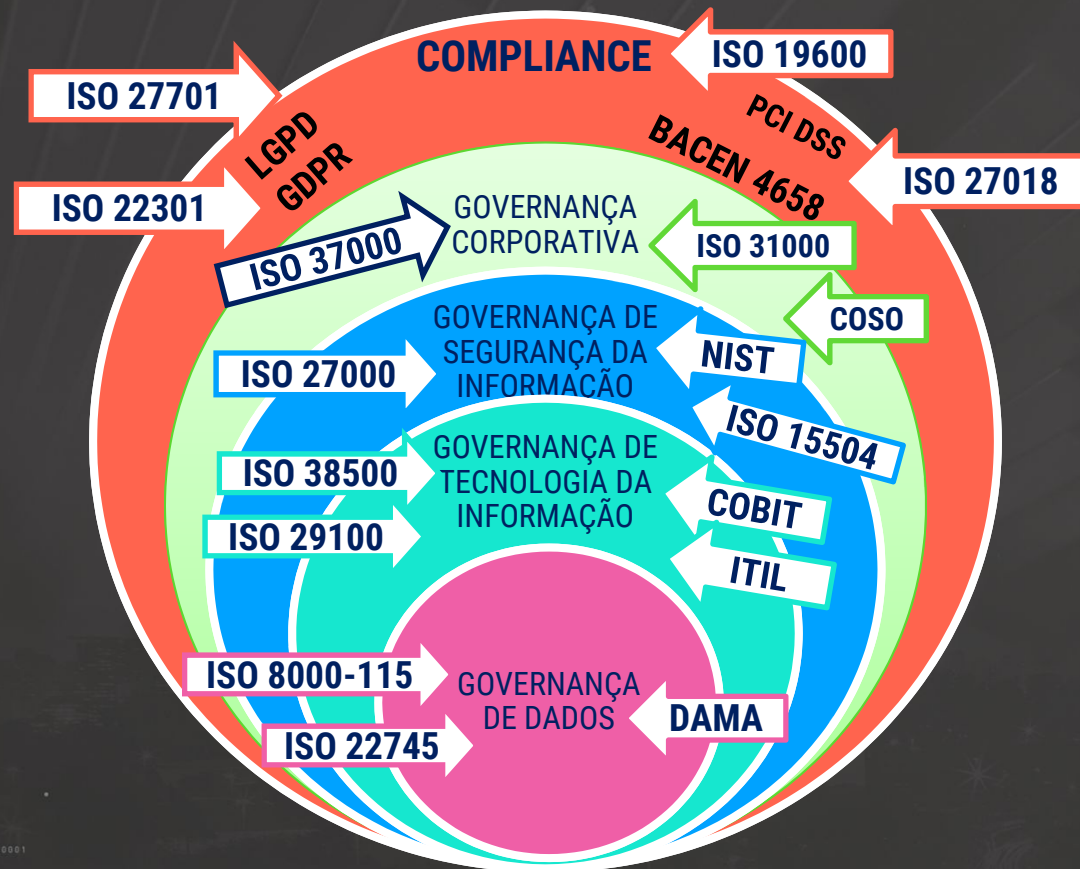 COMPLIANCE
ISO 19600
ISO 27701
PCI DSS
LGPD
GDPR
BACEN 4658
ISO 27018
ISO 22301
GOVERNANÇA
CORPORATIVA
ISO 37000
ISO 31000
COSO
GOVERNANÇA DE
SEGURANÇA DA
INFORMAÇÃO
ISO 27000
NIST
ISO 15504
GOVERNANÇA DE
TECNOLOGIA DA
INFORMAÇÃO
ISO 38500
COBIT
ISO 29100
ITIL
ISO 8000-115
GOVERNANÇA
DE DADOS
DAMA
ISO 22745
0001